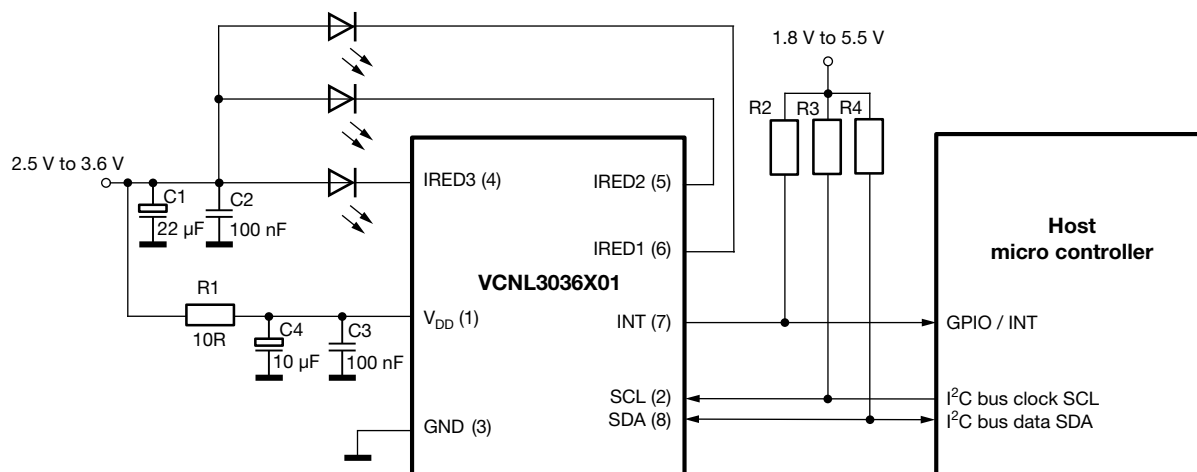 1.8 V to 5.5 V
R2
R3
R4
2.5 V to 3.6 V
C1
22 µF
C2
100 nF
IRED3 (4)
IRED2 (5)
IRED1 (6)
VCNL3036X01
Host
micro controller
R1
10R
C4
10 µF
C3
100 nF
VDD (1)
INT (7)
GPIO / INT
SCL (2)
I²C bus clock SCL
GND (3)
SDA (8)
I²C bus data SDA